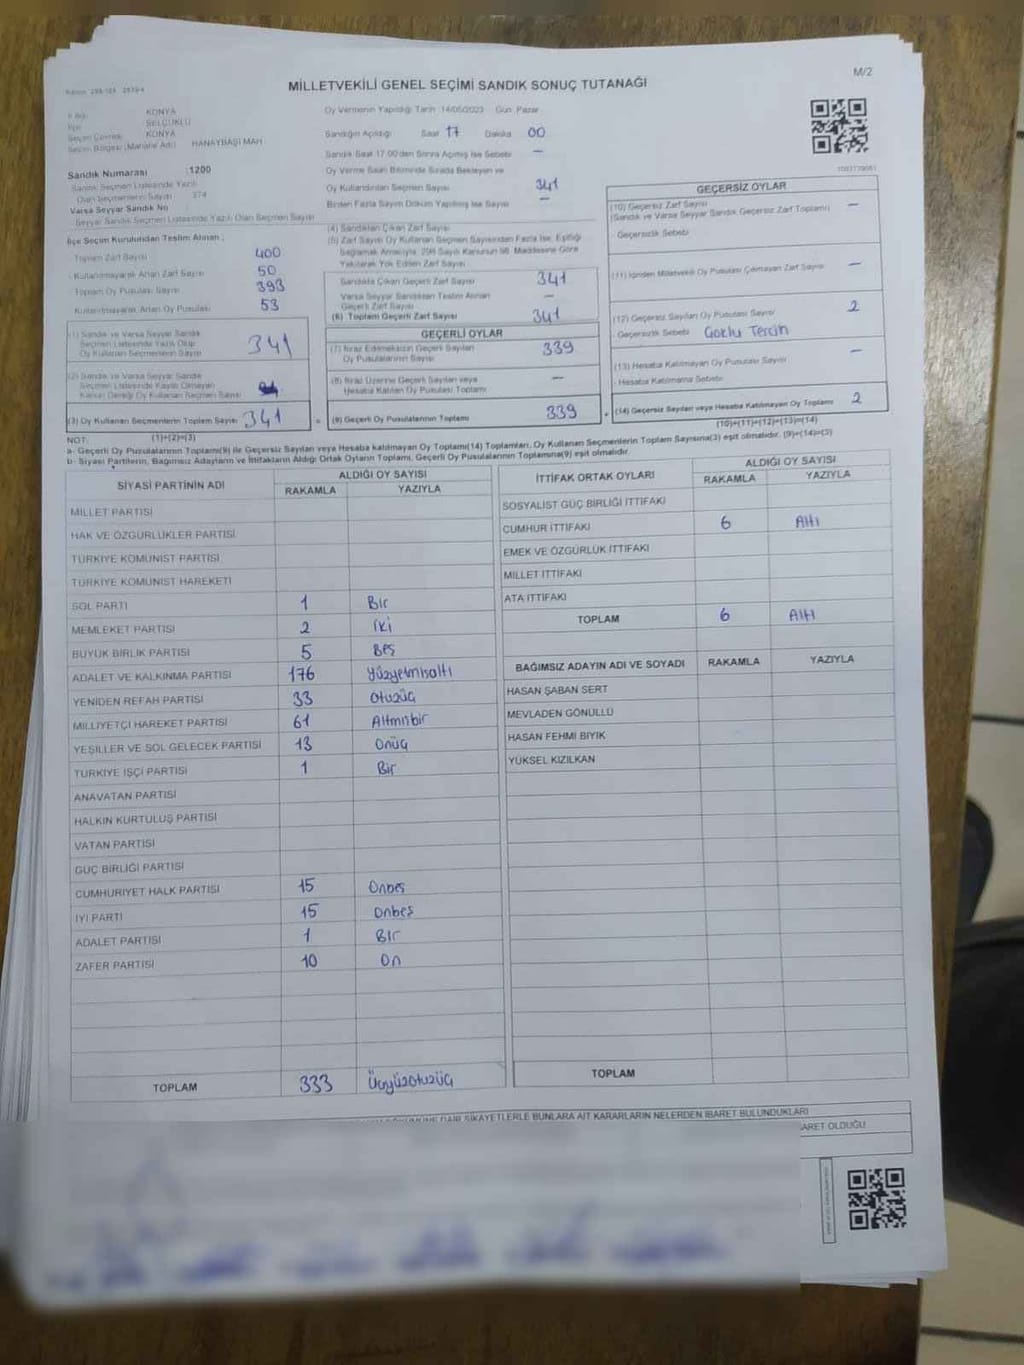 M/2
MİLLETVEKİLİ GENEL SEÇİMİ SANDIK SONUÇ TUTANAĞI
KONYA
SELÇUKLU
KONYA
Seçim Bölgesi (Mahalle Adı) : HANAYBAŞI MAH
Sandık Numarası : 1200
Sandık Seçmen Listesinde Yazılı
Olan Seçmenlerin Sayısı : 374
Varsa Seyyar Sandık No :
Seyyar Sandık Seçmen Listesinde Yazılı Olan Seçmen Sayısı
İlçe Seçim Kurulundan Teslim Alınan ;
Toplam Zarf Sayısı 400
Kullanılmayarak Artan Zarf Sayısı 50
Toplam Oy Pusula Sayısı 393
Kullanılmayarak Artan Oy Pusulası 53
(1) Sandık ve Varsa Seyyar Sandık
Seçmen Listesinde Yazılı Olup
Oy Kullanan Seçmenlerin Sayısı 341
(2) Sandık ve Varsa Seyyar Sandık
Seçmen Listesinde Kayıtlı Olmayan
Kanun Gereği Oy Kullanan Seçmen Sayısı
(3) Oy Kullanan Seçmenlerin Toplam Sayısı 341 =
(1)+(2)=(3)
Oy Vermenin Yapıldığı Tarih : 14/05/2023 Gün: Pazar
Sandığın Açıldığı Saat 17 Dakika 00
Sandık Saat 17:00'den Sonra Açılmış İse Sebebi –
Oy Verme Saati Bitiminde Sırada Bekleyen ve
Oy Kullandırılan Seçmen Sayısı 341
Birden Fazla Sayım Döküm Yapılmış İse Sayısı –
(4) Sandıktan Çıkan Zarf Sayısı
(5) Zarf Sayısı Oy Kullanan Seçmen Sayısından Fazla İse, Eşitliği
Sağlamak Amacıyla, 298 Sayılı Kanunun 98. Maddesine Göre
Yakılarak Yok Edilen Zarf Sayısı
Sandıkta Çıkan Geçerli Zarf Sayısı 341
Varsa Seyyar Sandıktan Teslim Alınan
Geçerli Zarf Sayısı –
(6) Toplam Geçerli Zarf Sayısı 341
GEÇERLİ OYLAR
(7) İtiraz Edilmeksizin Geçerli Sayılan
Oy Pusulalarının Sayısı 339
(8) İtiraz Üzerine Geçerli Sayılan veya
Hesaba Katılan Oy Pusulası Toplamı –
(9) Geçerli Oy Pusulalarının Toplamı 339 +
GEÇERSİZ OYLAR
(10) Geçersiz Zarf Sayısı –
(Sandık ve Varsa Seyyar Sandık Geçersiz Zarf Toplamı)
Geçersizlik Sebebi
(11) İçinden Milletvekili Oy Pusulası Çıkmayan Zarf Sayısı –
(12) Geçersiz Sayılan Oy Pusulası Sayısı 2
Geçersizlik Sebebi : Çoklu Tercih
(13) Hesaba Katılmayan Oy Pusulası Sayısı –
Hesaba Katılmama Sebebi
(14) Geçersiz Sayılan veya Hesaba Katılmayan Oy Toplamı 2
(10)+(11)+(12)+(13)=(14)
NOT:
a- Geçerli Oy Pusulalarının Toplamı(9) ile Geçersiz Sayılan veya Hesaba katılmayan Oy Toplamı(14) Toplamları, Oy Kullanan Seçmenlerin Toplam Sayısına(3) eşit olmalıdır. (9)+(14)=(3)
b- Siyasi Partilerin, Bağımsız Adayların ve İttifakların Aldığı Ortak Oyların Toplamı, Geçerli Oy Pusulalarının Toplamına(9) eşit olmalıdır.
SİYASİ PARTİNİN ADI ALDIĞI OY SAYISI
RAKAMLA YAZIYLA
MİLLET PARTİSİ
HAK VE ÖZGÜRLÜKLER PARTİSİ
TÜRKİYE KOMÜNİST PARTİSİ
TÜRKİYE KOMÜNİST HAREKETİ
SOL PARTİ 1 Bir
MEMLEKET PARTİSİ 2 İki
BÜYÜK BİRLİK PARTİSİ 5 Beş
ADALET VE KALKINMA PARTİSİ 176 Yüzyetmişaltı
YENİDEN REFAH PARTİSİ 33 Otuzüç
MİLLİYETÇİ HAREKET PARTİSİ 61 Altmışbir
YEŞİLLER VE SOL GELECEK PARTİSİ 13 Onüç
TÜRKİYE İŞÇİ PARTİSİ 1 Bir
ANAVATAN PARTİSİ
HALKIN KURTULUŞ PARTİSİ
VATAN PARTİSİ
GÜÇ BİRLİĞİ PARTİSİ
CUMHURİYET HALK PARTİSİ 15 Onbeş
İYİ PARTİ 15 Onbeş
ADALET PARTİSİ 1 Bir
ZAFER PARTİSİ 10 On
TOPLAM 333 Üçyüzotuzüç
İTTİFAK ORTAK OYLARI ALDIĞI OY SAYISI
RAKAMLA YAZIYLA
SOSYALİST GÜÇ BİRLİĞİ İTTİFAKI
CUMHUR İTTİFAKI 6 Altı
EMEK VE ÖZGÜRLÜK İTTİFAKI
MİLLET İTTİFAKI
ATA İTTİFAKI
TOPLAM 6 Altı
BAĞIMSIZ ADAYIN ADI VE SOYADI RAKAMLA YAZIYLA
HASAN ŞABAN SERT
MEVLADEN GÖNÜLLÜ
HASAN FEHMİ BIYIK
YÜKSEL KIZILKAN
TOPLAM
DAİR ŞİKAYETLERLE BUNLARA AİT KARARLARIN NELERDEN İBARET BULUNDUKLARI
OLDUĞU